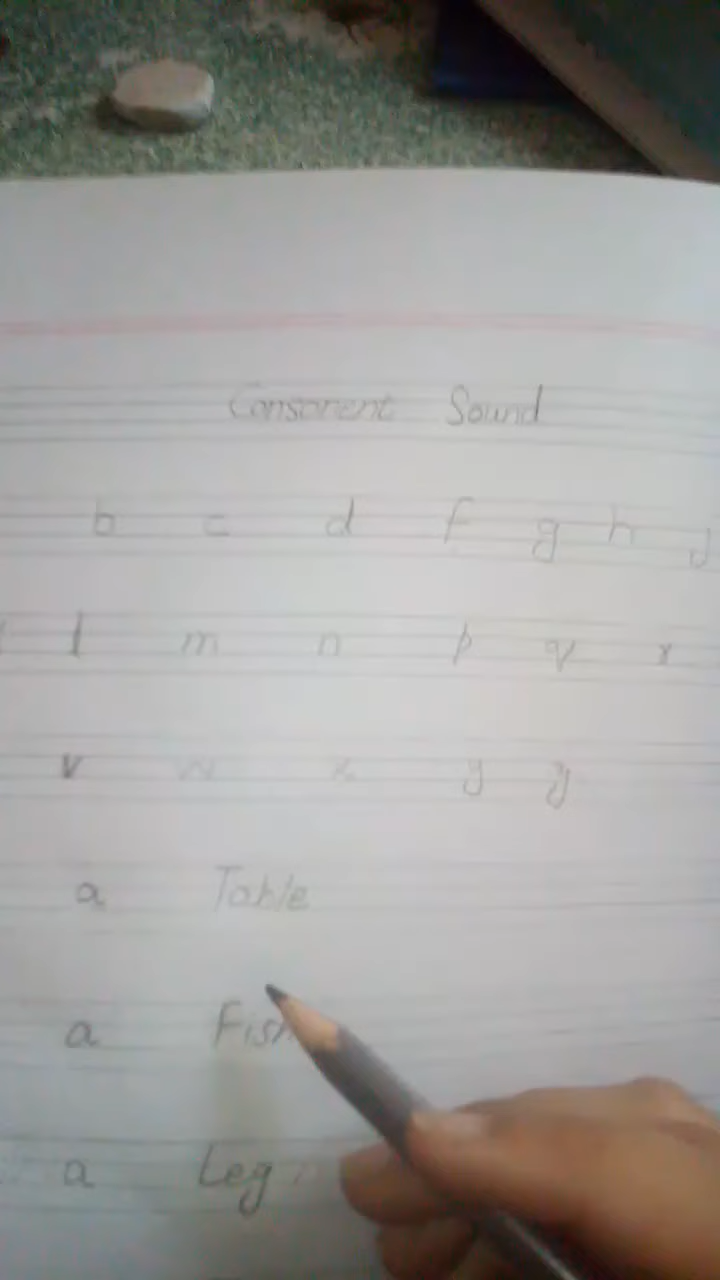 Consonent Sound
b c d f g h j
l m n p q r
v w x y z
a Table
a Fish
a Leg